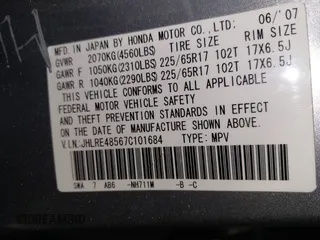 MFD. IN JAPAN BY HONDA MOTOR CO.,LTD: 06/'07
GVWR 2070KG(4560LBS) TIRE SIZE RIM SIZE
GAWR F 1050KG(2310LBS) 225/65R17 102T 17X6.5J
GAWR R 1040KG(2290LBS) 225/65R17 102T 17X6.5J
THIS VEHICLE CONFORMS TO ALL APPLICABLE
FEDERAL MOTOR VEHICLE SAFETY AND
THEFT PREVENTION STANDARDS IN EFFECT ON
THE DATE OF MANUFACTURE SHOWN ABOVE.
V.I.N:JHLRE48567C101684 TYPE: MPV
SWA 7 AB6 -NH711M -B -C